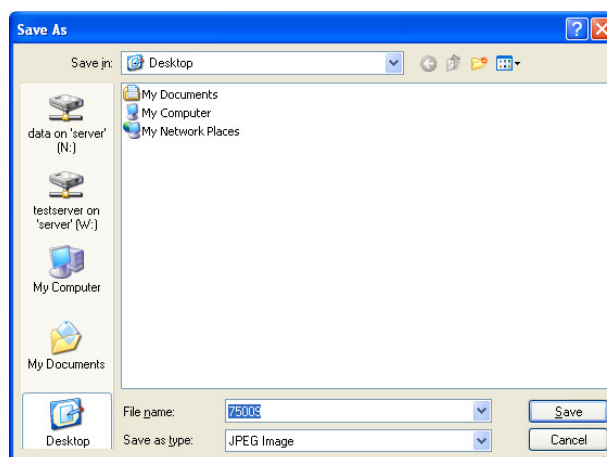 Save As
Save in:
Desktop
data on 'server'
(N:)
testserver on
'server' (W:)
My Computer
My Documents
Desktop
My Documents
My Computer
My Network Places
File name:
75009
Save
Save as type:
JPEG Image
Cancel